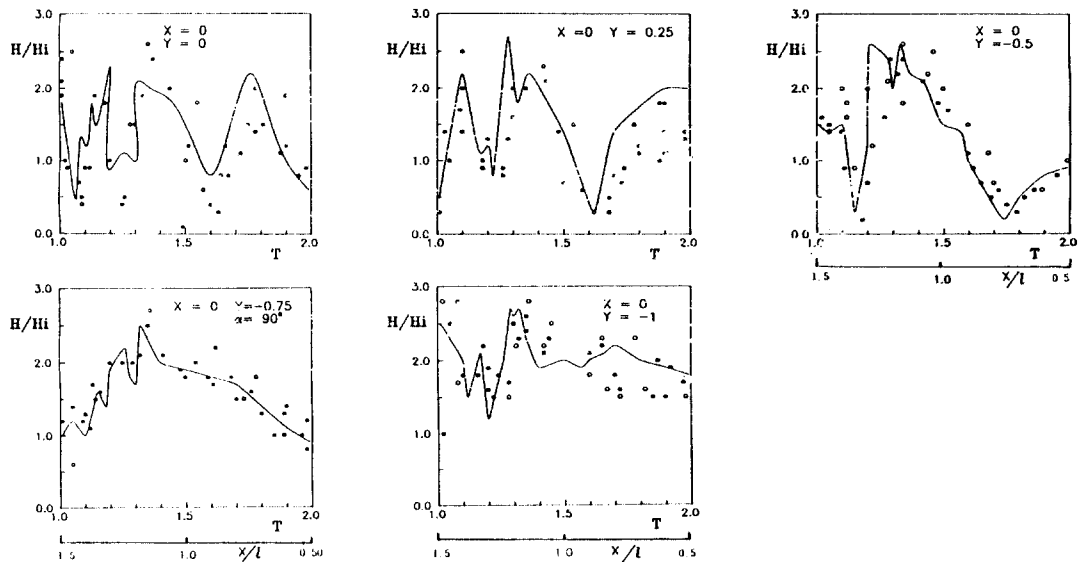 3.0
X = 0
Y = 0
H/Hi
2.0
1.0
0.0
1.0 1.5 2.0
T
3.0
X =0 Y = 0.25
H/Hi
2.0
1.0
0.0
1.0 1.5 2.0
T
3.0
X = 0
Y =-0.5
H/Hi
2.0
1.0
0.0
1.0 1.5 2.0
T
1.5 1.0 0.5
X/l
3.0
X = 0 Y=-0.75
α= 90°
H/Hi
2.0
1.0
0.0
1.0 1.5 2.0
T
1.5 1.0 0.50
X/l
3.0
X = 0
Y = -1
H/Hi
2.0
1.0
0.0
1.0 1.5 2.0
T
1.5 1.0 0.5
X/l